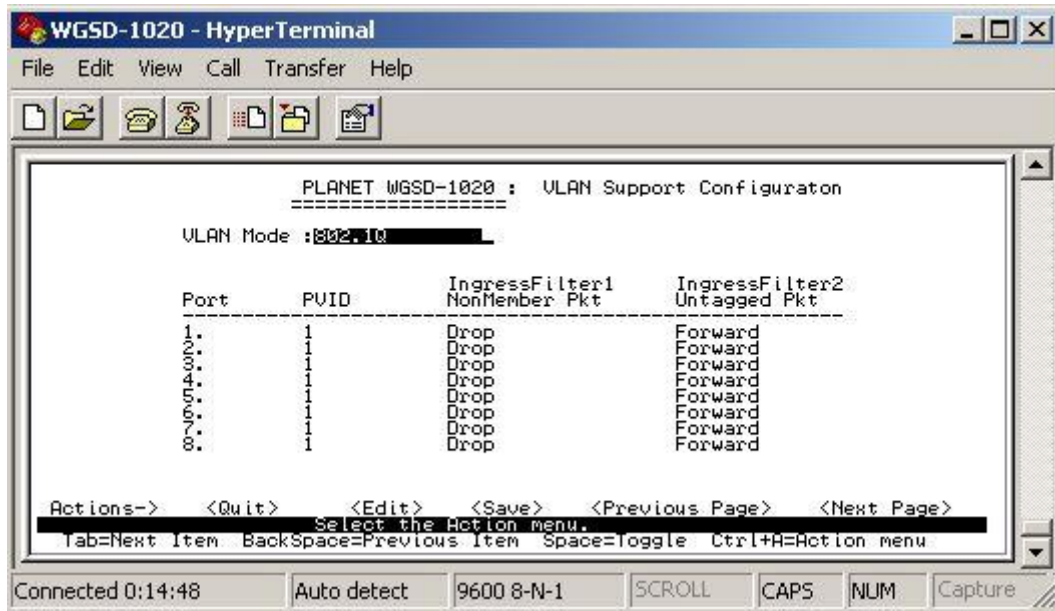 WGSD-1020 - HyperTerminal
File Edit View Call Transfer Help
PLANET WGSD-1020 : VLAN Support Configuraton
==================
VLAN Mode :802.1Q
IngressFilter1 IngressFilter2
Port PVID NonMember Pkt Untagged Pkt
-------------------------------------------------------
1. 1 Drop Forward
2. 1 Drop Forward
3. 1 Drop Forward
4. 1 Drop Forward
5. 1 Drop Forward
6. 1 Drop Forward
7. 1 Drop Forward
8. 1 Drop Forward
Actions-> <Quit> <Edit> <Save> <Previous Page> <Next Page>
Select the Action menu.
Tab=Next Item BackSpace=Previous Item Space=Toggle Ctrl+A=Action menu
Connected 0:14:48 Auto detect 9600 8-N-1 SCROLL CAPS NUM Capture